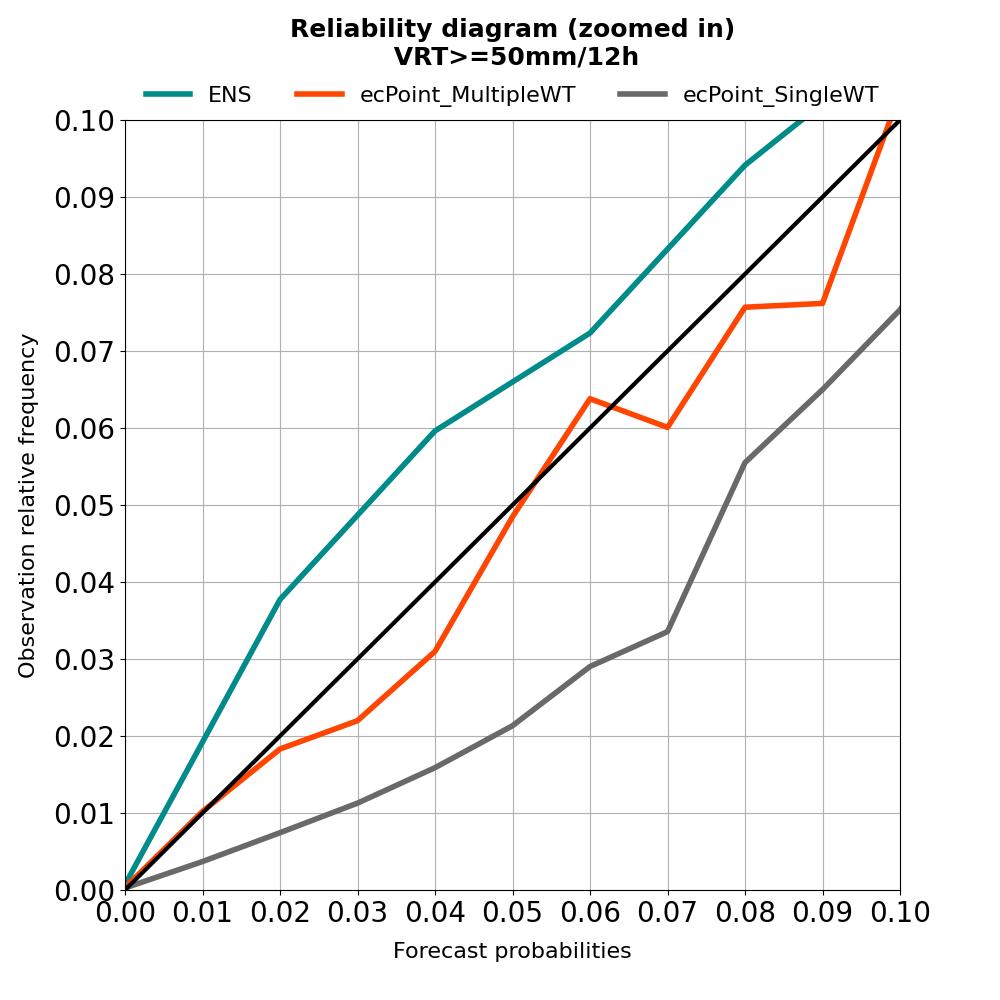 Reliability diagram (zoomed in)
VRT>=50mm/12h
ENS ecPoint_MultipleWT ecPoint_SingleWT
0.10
0.09
0.08
0.07
0.06
0.05
0.04
0.03
0.02
0.01
0.00
Observation relative frequency
0.00 0.01 0.02 0.03 0.04 0.05 0.06 0.07 0.08 0.09 0.10
Forecast probabilities